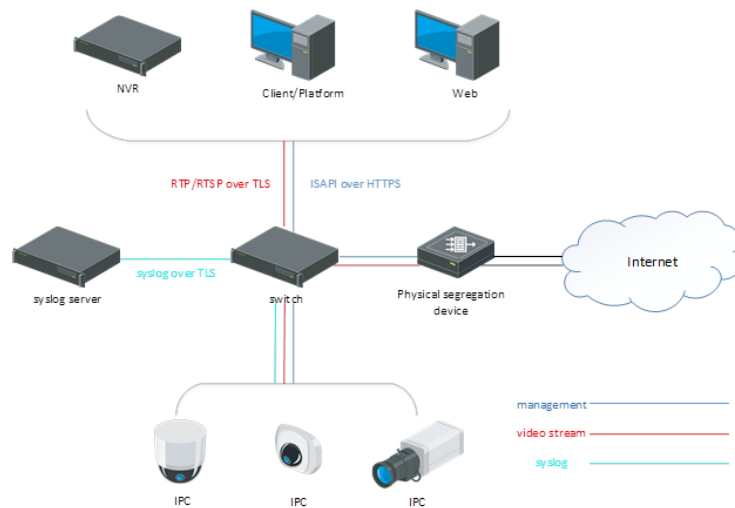 NVR
Client/Platform
Web
RTP/RTSP over TLS
ISAPI over HTTPS
syslog over TLS
Internet
syslog server
switch
Physical segregation
device
management
video stream
syslog
IPC
IPC
IPC